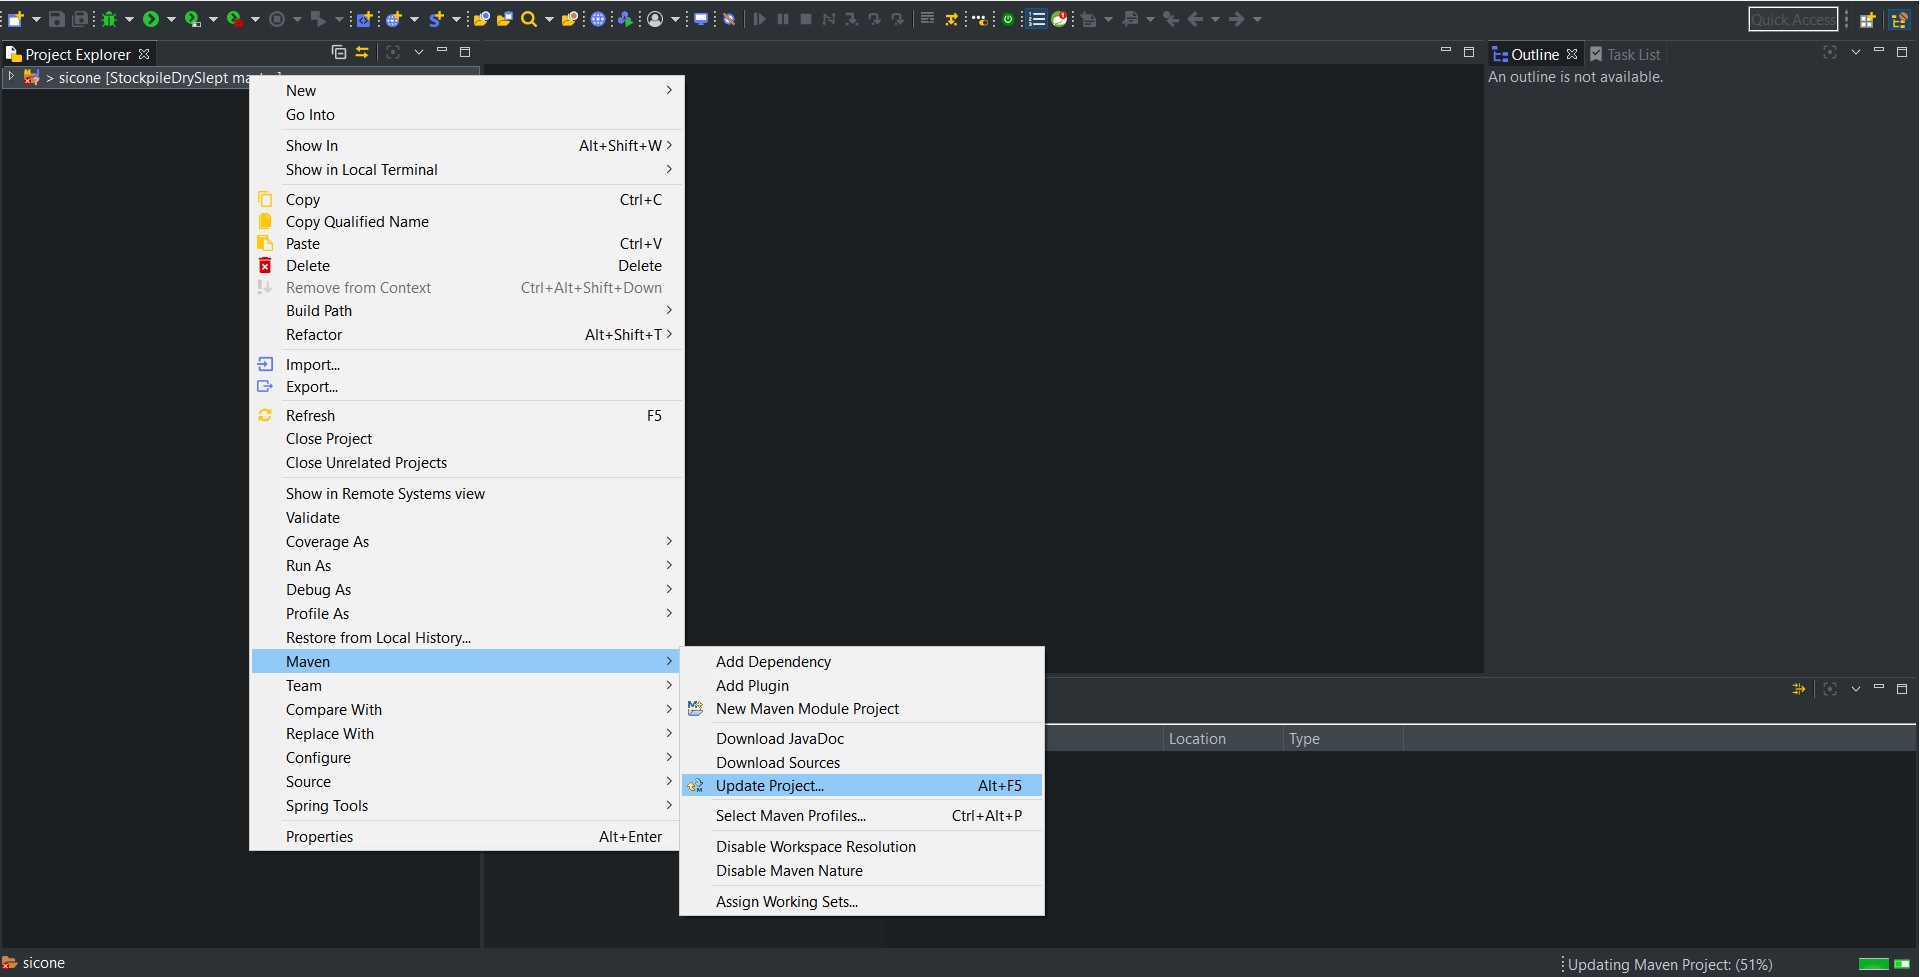 Quick Access
Project Explorer
> sicone [StockpileDrySlept
Outline
Task List
An outline is not available.
New
Go Into
Show In Alt+Shift+W
Show in Local Terminal
Copy Ctrl+C
Copy Qualified Name
Paste Ctrl+V
Delete Delete
Remove from Context Ctrl+Alt+Shift+Down
Build Path
Refactor Alt+Shift+T
Import...
Export...
Refresh F5
Close Project
Close Unrelated Projects
Show in Remote Systems view
Validate
Coverage As
Run As
Debug As
Profile As
Restore from Local History...
Maven
Team
Compare With
Replace With
Configure
Source
Spring Tools
Properties Alt+Enter
Add Dependency
Add Plugin
New Maven Module Project
Download JavaDoc
Download Sources
Update Project... Alt+F5
Select Maven Profiles... Ctrl+Alt+P
Disable Workspace Resolution
Disable Maven Nature
Assign Working Sets...
Location Type
sicone
Updating Maven Project: (51%)